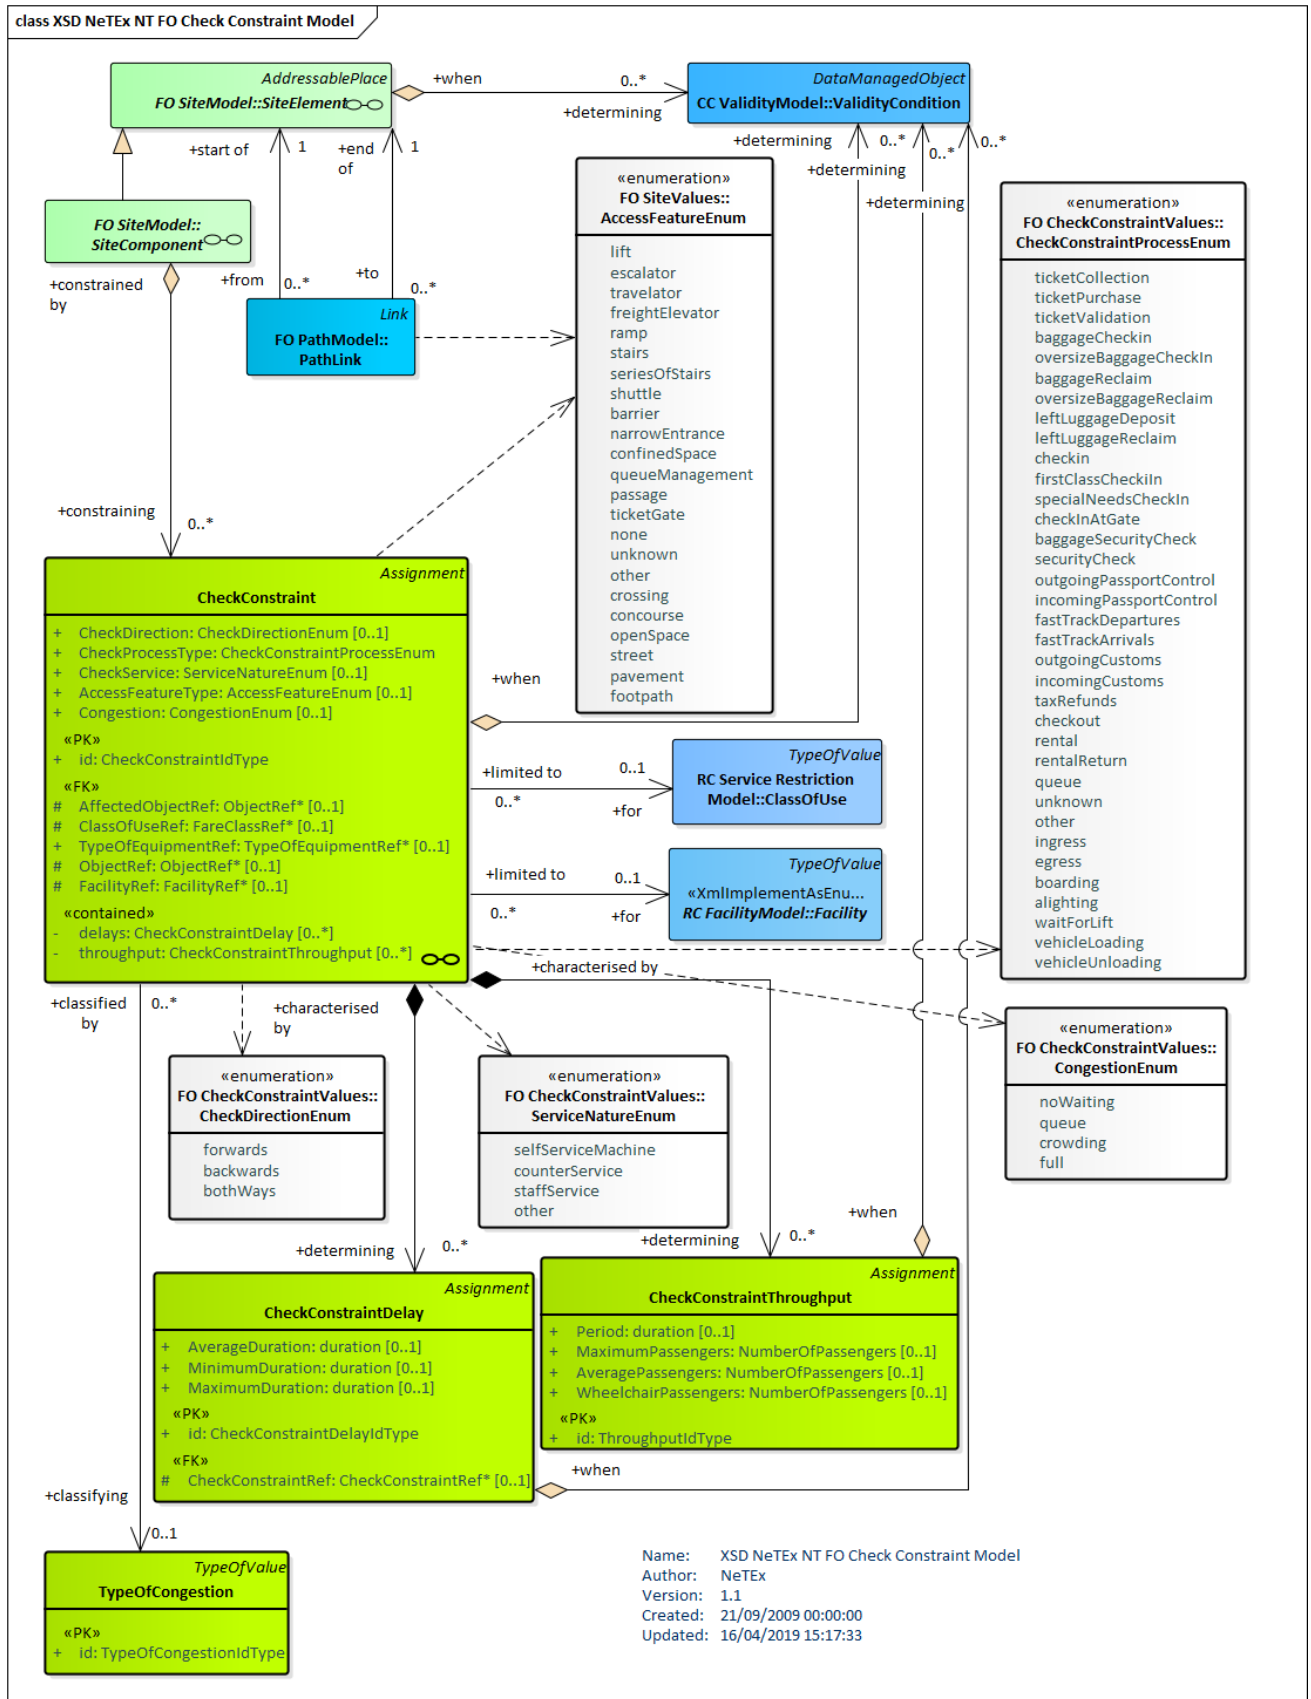 class XSD NeTEx NT FO Check Constraint Model
AddressablePlace
FO SiteModel::SiteElement
+when
0..*
+determining
DataManagedObject
CC ValidityModel::ValidityCondition
+start of
1
+end
of
1
+determining
0..*
+determining
0..*
+determining
0..*
FO SiteModel::
SiteComponent
+constrained
by
+from
0..*
+to
0..*
Link
FO PathModel::
PathLink
+constraining
0..*
«enumeration»
FO SiteValues::
AccessFeatureEnum
lift
escalator
travelator
freightElevator
ramp
stairs
seriesOfStairs
shuttle
barrier
narrowEntrance
confinedSpace
queueManagement
passage
ticketGate
none
unknown
other
crossing
concourse
openSpace
street
pavement
footpath
«enumeration»
FO CheckConstraintValues::
CheckConstraintProcessEnum
ticketCollection
ticketPurchase
ticketValidation
baggageCheckin
oversizeBaggageCheckIn
baggageReclaim
oversizeBaggageReclaim
leftLuggageDeposit
leftLuggageReclaim
checkin
firstClassCheckiIn
specialNeedsCheckIn
checkInAtGate
baggageSecurityCheck
securityCheck
outgoingPassportControl
incomingPassportControl
fastTrackDepartures
fastTrackArrivals
outgoingCustoms
incomingCustoms
taxRefunds
checkout
rental
rentalReturn
queue
unknown
other
ingress
egress
boarding
alighting
waitForLift
vehicleLoading
vehicleUnloading
Assignment
CheckConstraint
+ CheckDirection: CheckDirectionEnum [0..1]
+ CheckProcessType: CheckConstraintProcessEnum
+ CheckService: ServiceNatureEnum [0..1]
+ AccessFeatureType: AccessFeatureEnum [0..1]
+ Congestion: CongestionEnum [0..1]
«PK»
+ id: CheckConstraintIdType
«FK»
# AffectedObjectRef: ObjectRef* [0..1]
# ClassOfUseRef: FareClassRef* [0..1]
+ TypeOfEquipmentRef: TypeOfEquipmentRef* [0..1]
# ObjectRef: ObjectRef* [0..1]
# FacilityRef: FacilityRef* [0..1]
«contained»
- delays: CheckConstraintDelay [0..*]
- throughput: CheckConstraintThroughput [0..*]
+when
+limited to
0..1
0..*
+for
TypeOfValue
RC Service Restriction
Model::ClassOfUse
+limited to
0..1
0..*
+for
TypeOfValue
«XmlImplementAsEnu...
RC FacilityModel::Facility
+characterised by
+classified
by
0..*
+characterised
by
«enumeration»
FO CheckConstraintValues::
CongestionEnum
noWaiting
queue
crowding
full
«enumeration»
FO CheckConstraintValues::
CheckDirectionEnum
forwards
backwards
bothWays
«enumeration»
FO CheckConstraintValues::
ServiceNatureEnum
selfServiceMachine
counterService
staffService
other
+when
+determining
0..*
+determining
0..*
Assignment
CheckConstraintDelay
+ AverageDuration: duration [0..1]
+ MinimumDuration: duration [0..1]
+ MaximumDuration: duration [0..1]
«PK»
+ id: CheckConstraintDelayIdType
«FK»
# CheckConstraintRef: CheckConstraintRef* [0..1]
Assignment
CheckConstraintThroughput
+ Period: duration [0..1]
+ MaximumPassengers: NumberOfPassengers [0..1]
+ AveragePassengers: NumberOfPassengers [0..1]
+ WheelchairPassengers: NumberOfPassengers [0..1]
«PK»
+ id: ThroughputIdType
+when
+classifying
0..1
TypeOfValue
TypeOfCongestion
«PK»
+ id: TypeOfCongestionIdType
Name: XSD NeTEx NT FO Check Constraint Model
Author: NeTEx
Version: 1.1
Created: 21/09/2009 00:00:00
Updated: 16/04/2019 15:17:33